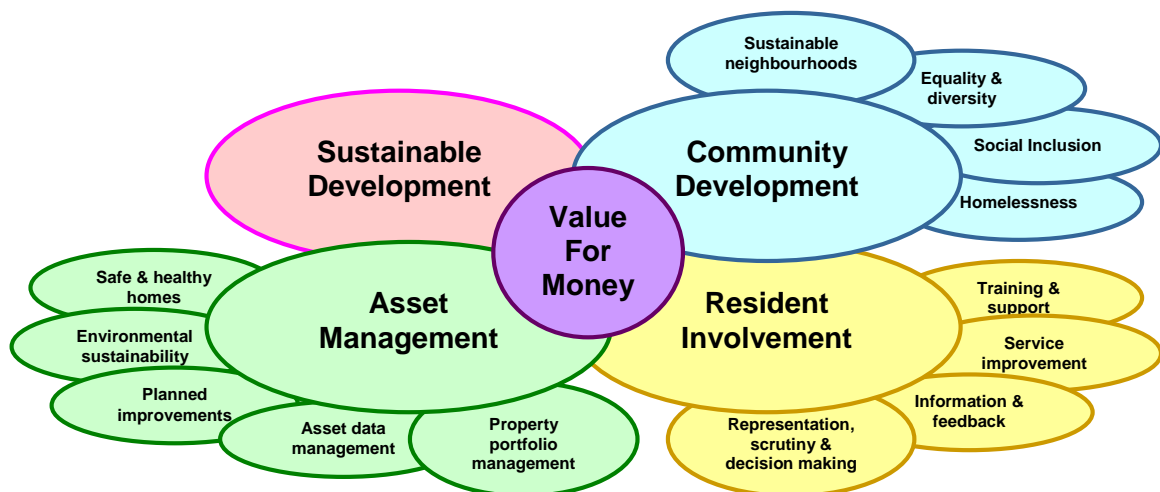 Sustainable
neighbourhoods
Equality &
diversity
Social Inclusion
Homelessness
Sustainable
Development
Community
Development
Value
For
Money
Safe & healthy
homes
Environmental
sustainability
Planned
improvements
Asset data
management
Property
portfolio
management
Asset
Management
Resident
Involvement
Training &
support
Service
improvement
Information &
feedback
Representation,
scrutiny &
decision making